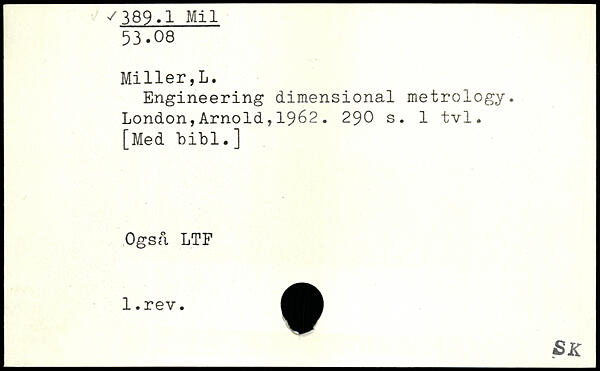 ✓ 389.1 Mil
53.08
Miller,L.
Engineering dimensional metrology.
London,Arnold,1962. 290 s. 1 tvl.
[Med bibl.]
Også LTF
1.rev.
SK